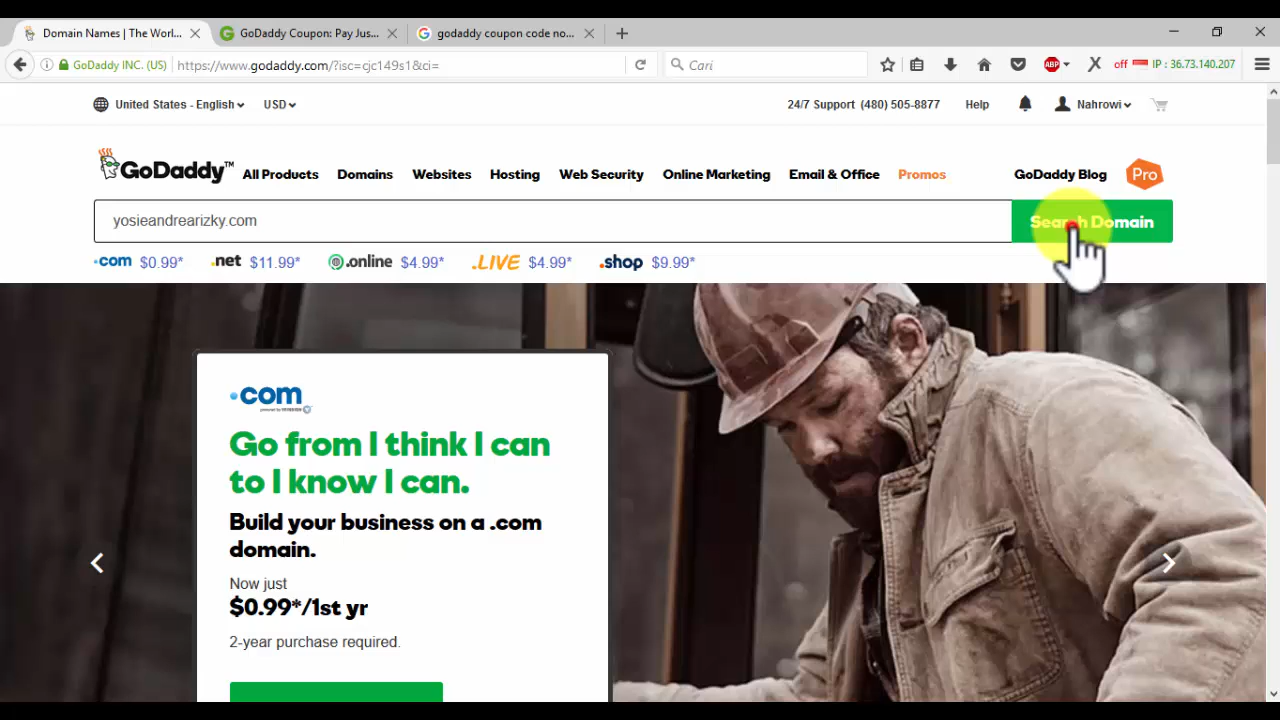 Domain Names | The Worl...
GoDaddy Coupon: Pay Jus...
godaddy coupon code no...
GoDaddy INC. (US)
https://www.godaddy.com/?isc=cjc149s1&ci=
Cari
ABP
X
off
IP : 36.73.140.207
United States - English
USD
24/7 Support (480) 505-8877
Help
Nahrowi
GoDaddy™
All Products
Domains
Websites
Hosting
Web Security
Online Marketing
Email & Office
Promos
GoDaddy Blog
Pro
yosieandrearizky.com
Search Domain
.com $0.99*
.net $11.99*
.online $4.99*
.LIVE $4.99*
.shop $9.99*
.com
Go from I think I can
to I know I can.
Build your business on a .com
domain.
Now just
$0.99*/1st yr
2-year purchase required.